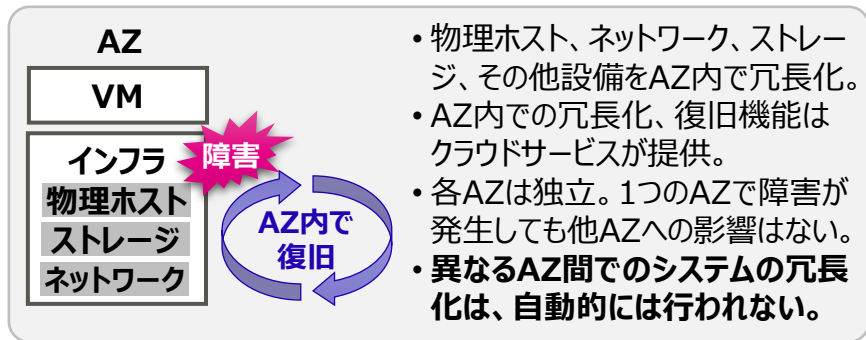 AZ
VM
インフラ
障害
物理ホスト
ストレージ
ネットワーク
AZ内で
復旧
• 物理ホスト、ネットワーク、ストレー
ジ、その他設備をAZ内で冗長化。
• AZ内での冗長化、復旧機能は
クラウドサービスが提供。
• 各AZは独立。1つのAZで障害が
発生しても他AZへの影響はない。
• 異なるAZ間でのシステムの冗長
化は、自動的には行われない。